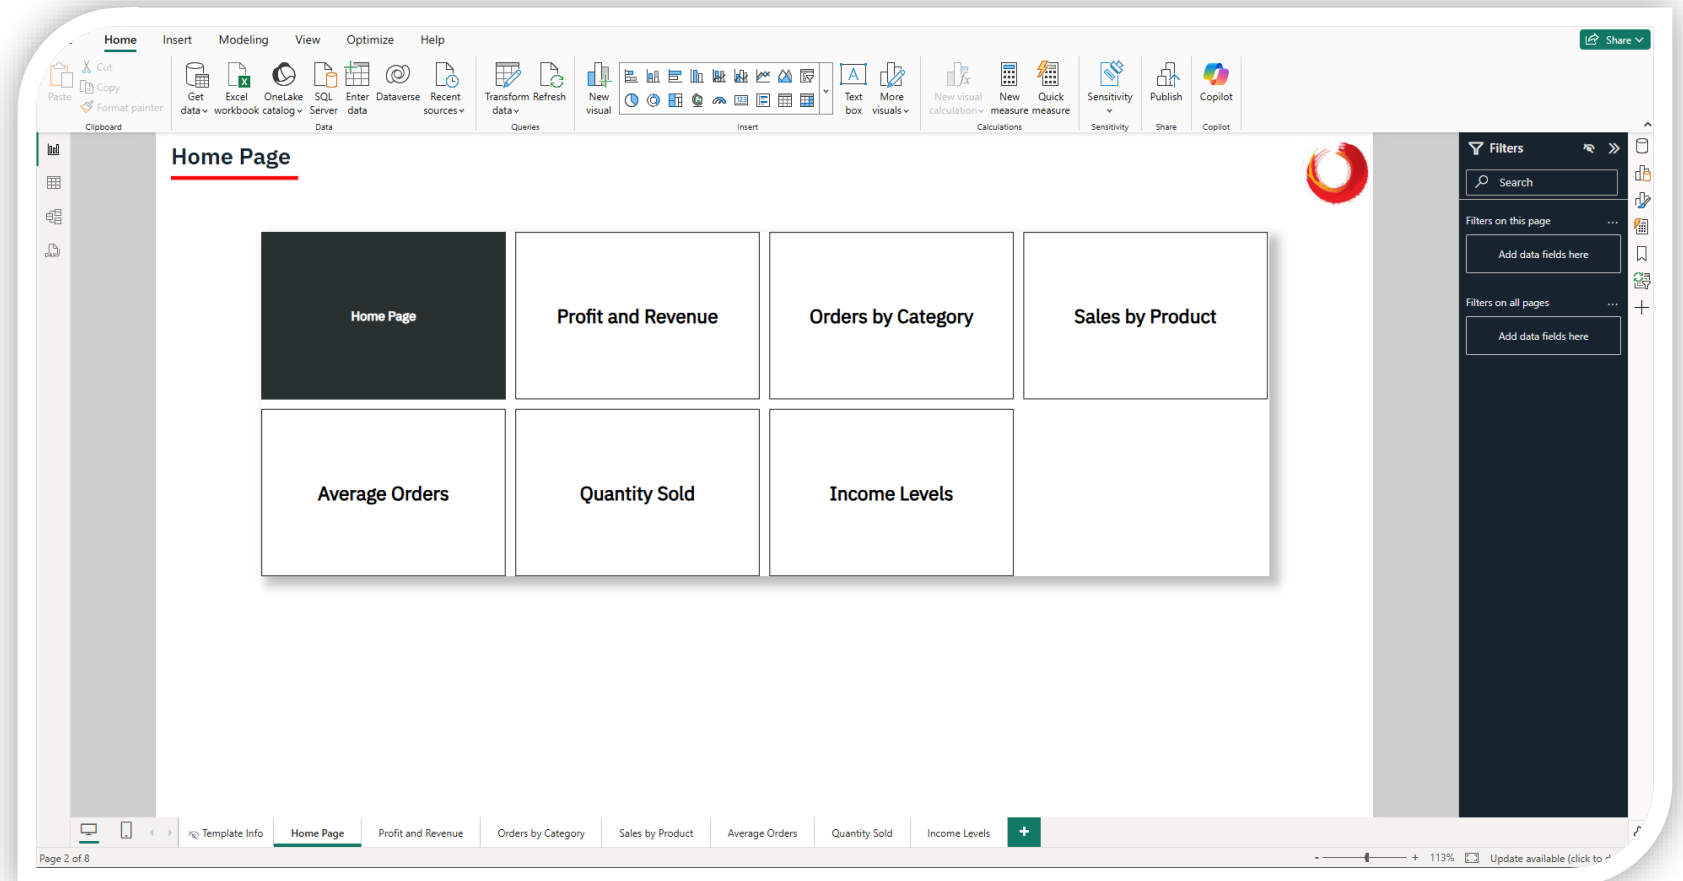 Home Insert Modeling View Optimize Help
Share
Paste
Cut
Copy
Format painter
Clipboard
Get data
Excel workbook
OneLake catalog
SQL Server
Enter data
Dataverse
Recent sources
Data
Transform data
Refresh
Queries
New visual
Text box
More visuals
Insert
New visual calculation
New measure
Quick measure
Calculations
Sensitivity
Sensitivity
Publish
Share
Copilot
Copilot
Home Page
Home Page
Profit and Revenue
Orders by Category
Sales by Product
Average Orders
Quantity Sold
Income Levels
Filters
Search
Filters on this page
Add data fields here
Filters on all pages
Add data fields here
Template Info
Home Page
Profit and Revenue
Orders by Category
Sales by Product
Average Orders
Quantity Sold
Income Levels
Page 2 of 8
- + 113%
Update available (click to